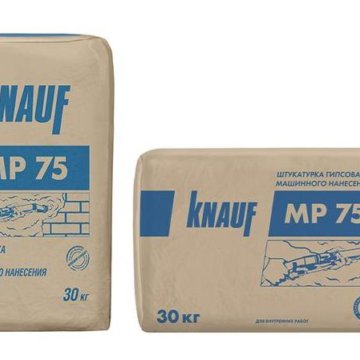 KNAUF
MP 75
НАНЕСЕНИЯ
30 кг
ШТУКАТУРКА ГИПСОВАЯ
МАШИННОГО НАНЕСЕНИЯ
KNAUF
MP 75
30 кг
ДЛЯ ВНУТРЕННИХ РАБОТ